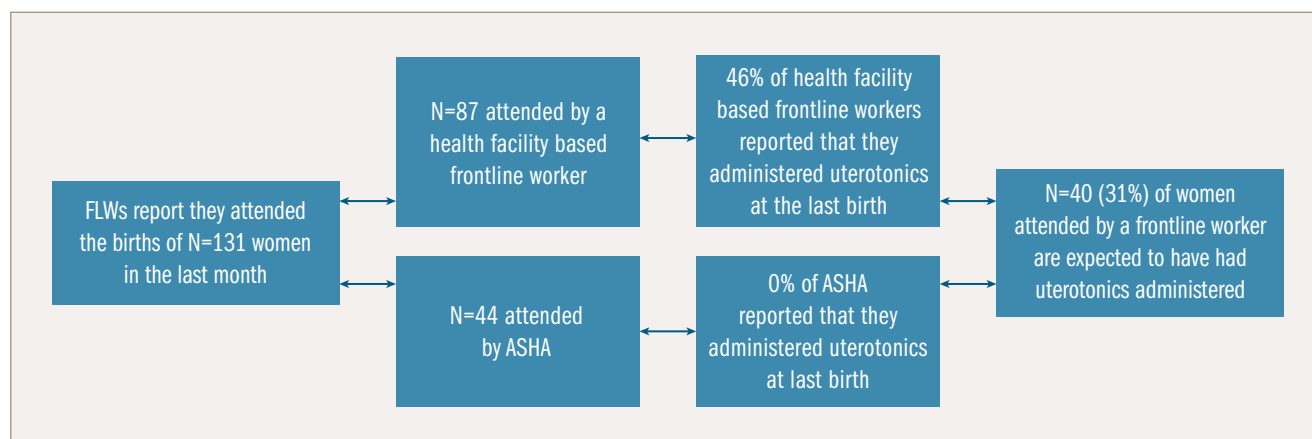 FLWs report they attended
the births of N=131 women
in the last month
N=87 attended by a
health facility based
frontline worker
46% of health facility
based frontline workers
reported that they
administered uterotonics
at the last birth
N=44 attended
by ASHA
0% of ASHA
reported that they
administered uterotonics
at last birth
N=40 (31%) of women
attended by a frontline worker
are expected to have had
uterotonics administered